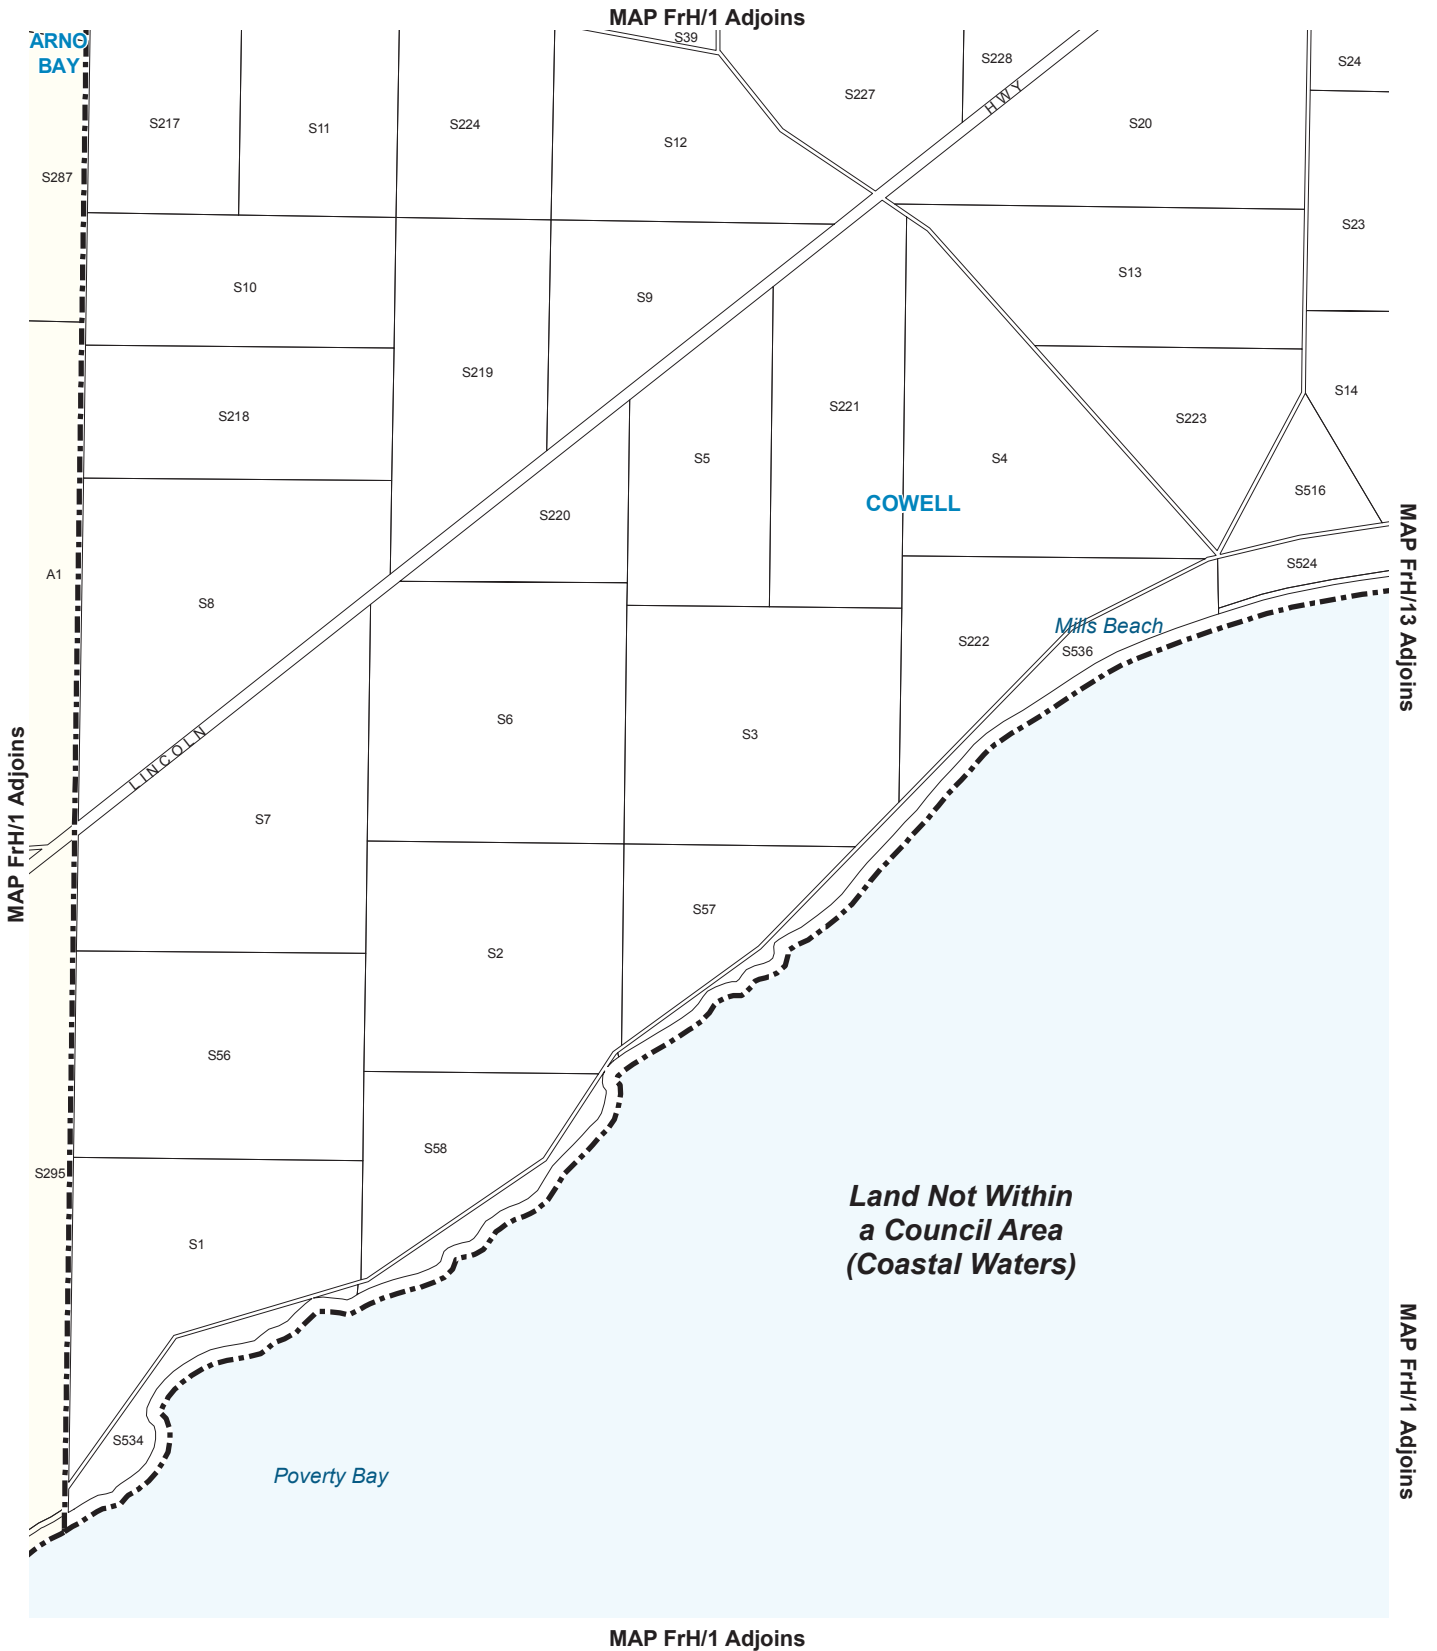 MAP FrH/1 Adjoins
ARNO
BAY
S39
S228
S24
S227
HWY
S217
S11
S224
S12
S20
S287
S23
S10
S9
S13
S219
S14
S218
S221
S223
S5
S4
S516
COWELL
S220
MAP FrH/13 Adjoins
S524
A1
S8
Mills Beach
S222
S536
S6
S3
LINCOLN
MAP FrH/1 Adjoins
S7
S57
S2
S56
S58
S295
Land Not Within
a Council Area
(Coastal Waters)
S1
MAP FrH/1 Adjoins
S534
Poverty Bay
MAP FrH/1 Adjoins